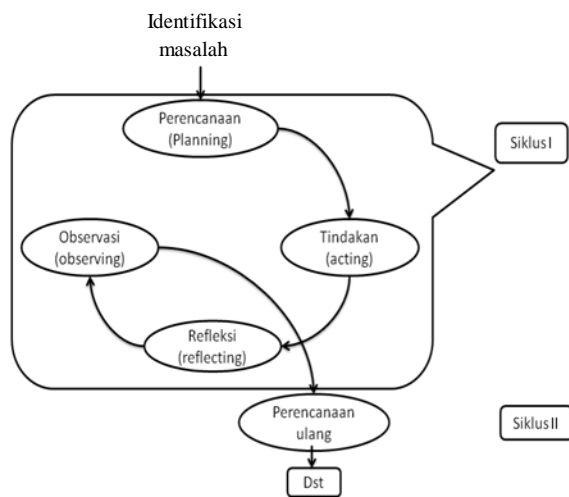 Identifikasi
masalah
Perencanaan
(Planning)
Siklus I
Observasi
(observing)
Tindakan
(acting)
Refleksi
(reflecting)
Perencanaan
ulang
Siklus II
Dst